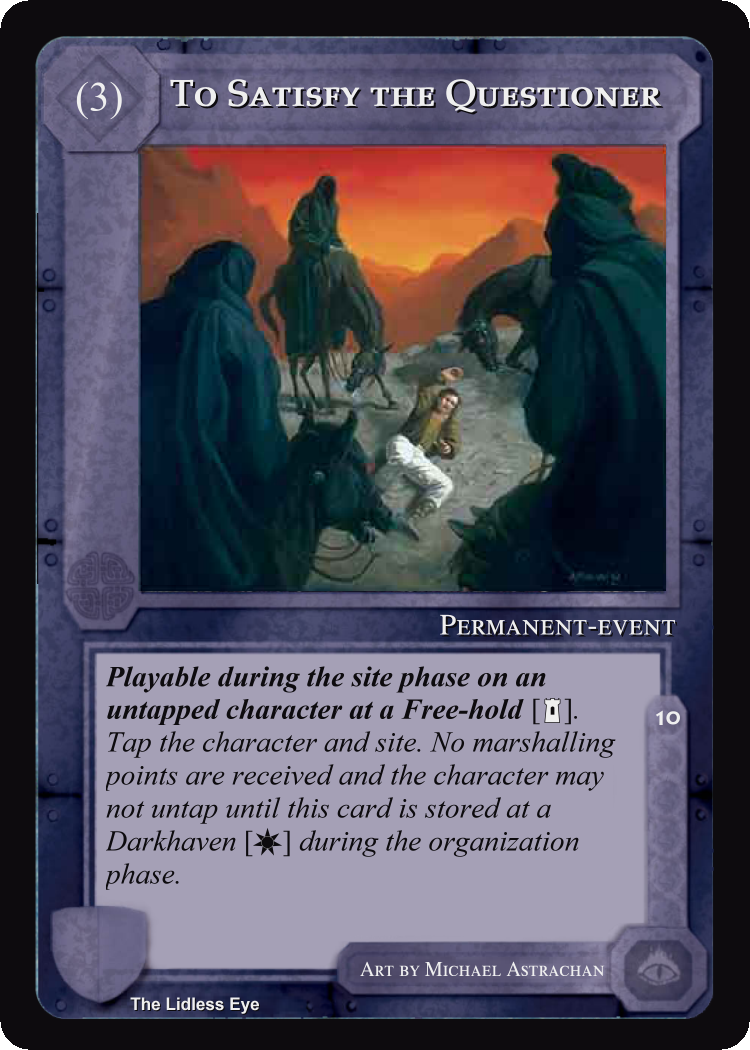 (3)
To Satisfy the Questioner
Permanent-event
Playable during the site phase on an
untapped character at a Free-hold [].
Tap the character and site. No marshalling
points are received and the character may
not untap until this card is stored at a
Darkhaven [] during the organization
phase.
10
Art by Michael Astrachan
The Lidless Eye